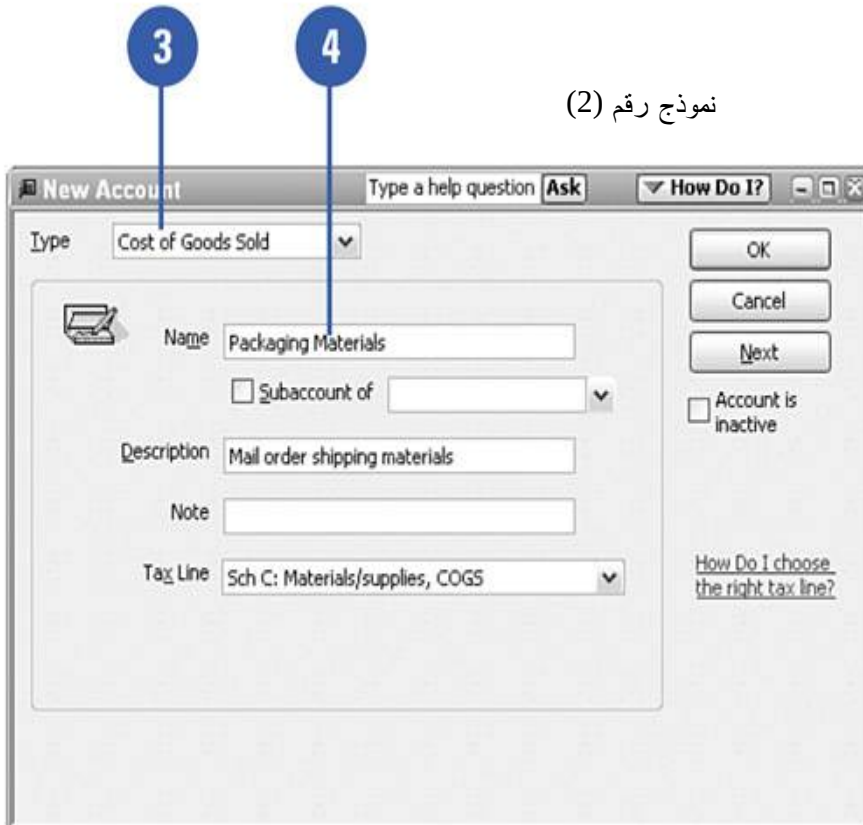 3 4
نموذج رقم (2)
New Account Type a help question Ask How Do I?
Type Cost of Goods Sold OK
Cancel
Name Packaging Materials Next
Subaccount of Account is
inactive
Description Mail order shipping materials
Note
How Do I choose
Tax Line Sch C: Materials/supplies, COGS the right tax line?